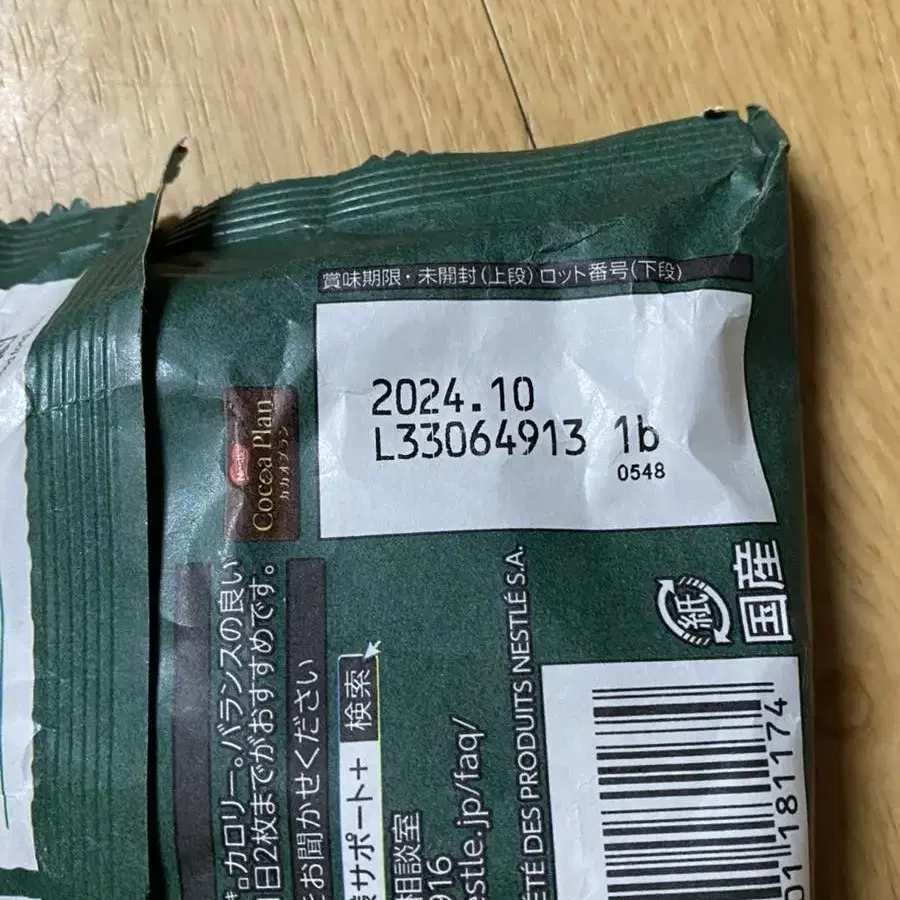 賞味期限・未開封(上段) ロット番号(下段)
2024.10
L33064913 1b
0548
Nestlé
Cocoa Plan
カカオプラン
カロリー。バランスの良い
1日2枚までがおすすめです。
お聞かせください
検索
サポート+
相談室
916
estle.jp/faq/
ÉTÉ DES PRODUITS NESTLÉ S.A.
紙
国産
01181174